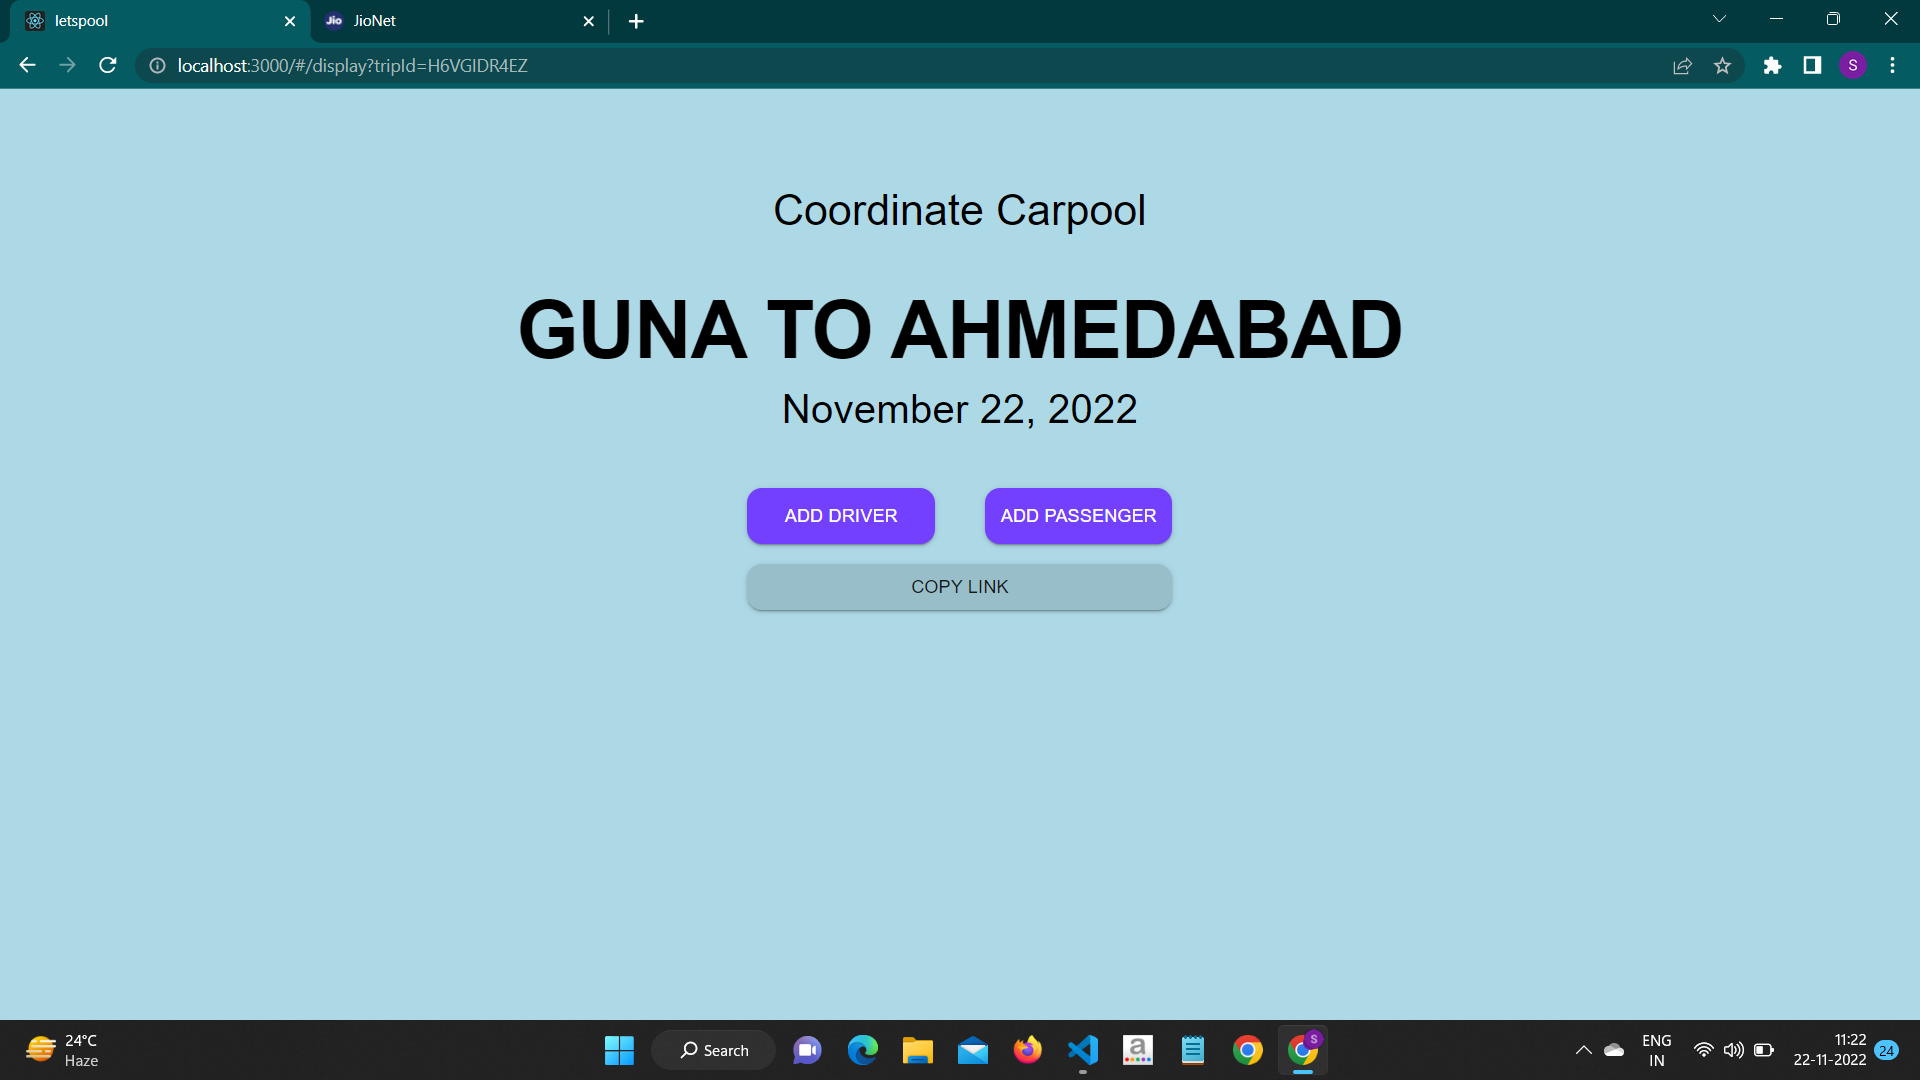 letspool
Jio
JioNet
localhost:3000/#/display?tripId=H6VGIDR4EZ
S
Coordinate Carpool
GUNA TO AHMEDABAD
November 22, 2022
ADD DRIVER
ADD PASSENGER
COPY LINK
24°C
Haze
Search
a
S
ENG
IN
11:22
22-11-2022
24